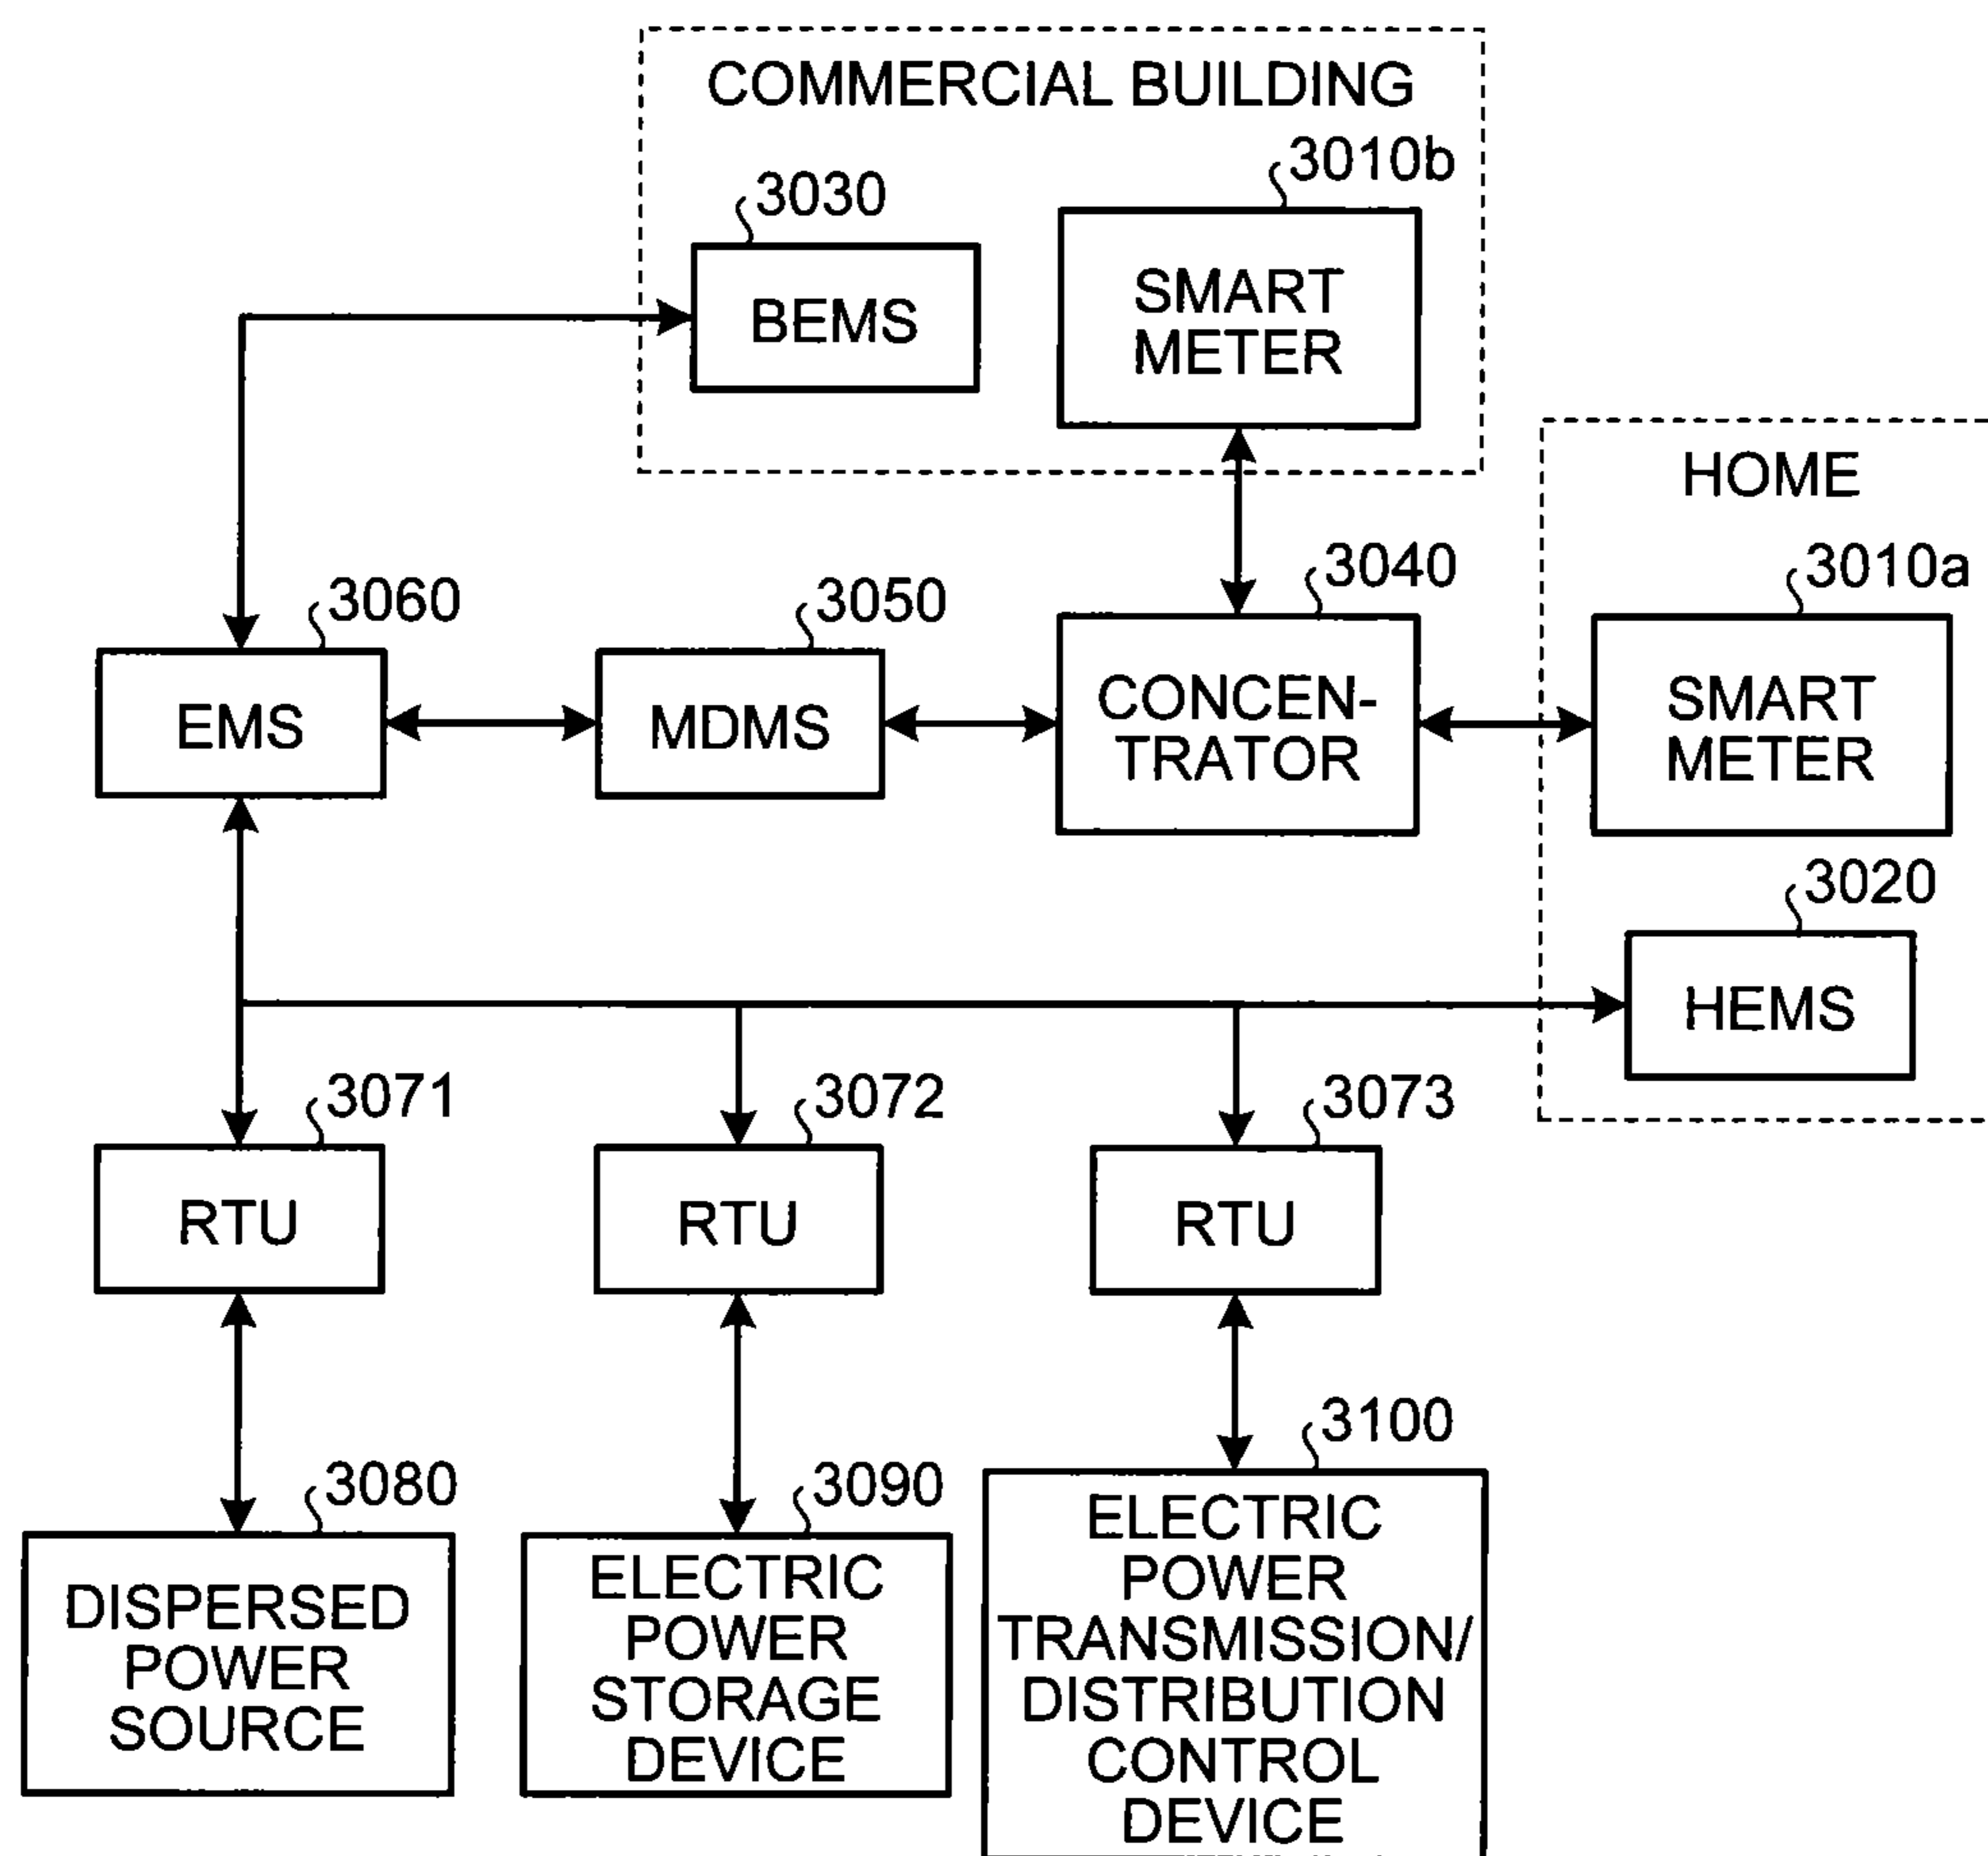 COMMERCIAL BUILDING
3030
3010b
BEMS
SMART
METER
HOME
3060
3050
3040
3010a
EMS
MDMS
CONCEN-
TRATOR
SMART
METER
3020
HEMS
3071
3072
3073
RTU
RTU
RTU
3080
3090
3100
DISPERSED
POWER
SOURCE
ELECTRIC
POWER
STORAGE
DEVICE
ELECTRIC
POWER
TRANSMISSION/
DISTRIBUTION
CONTROL
DEVICE